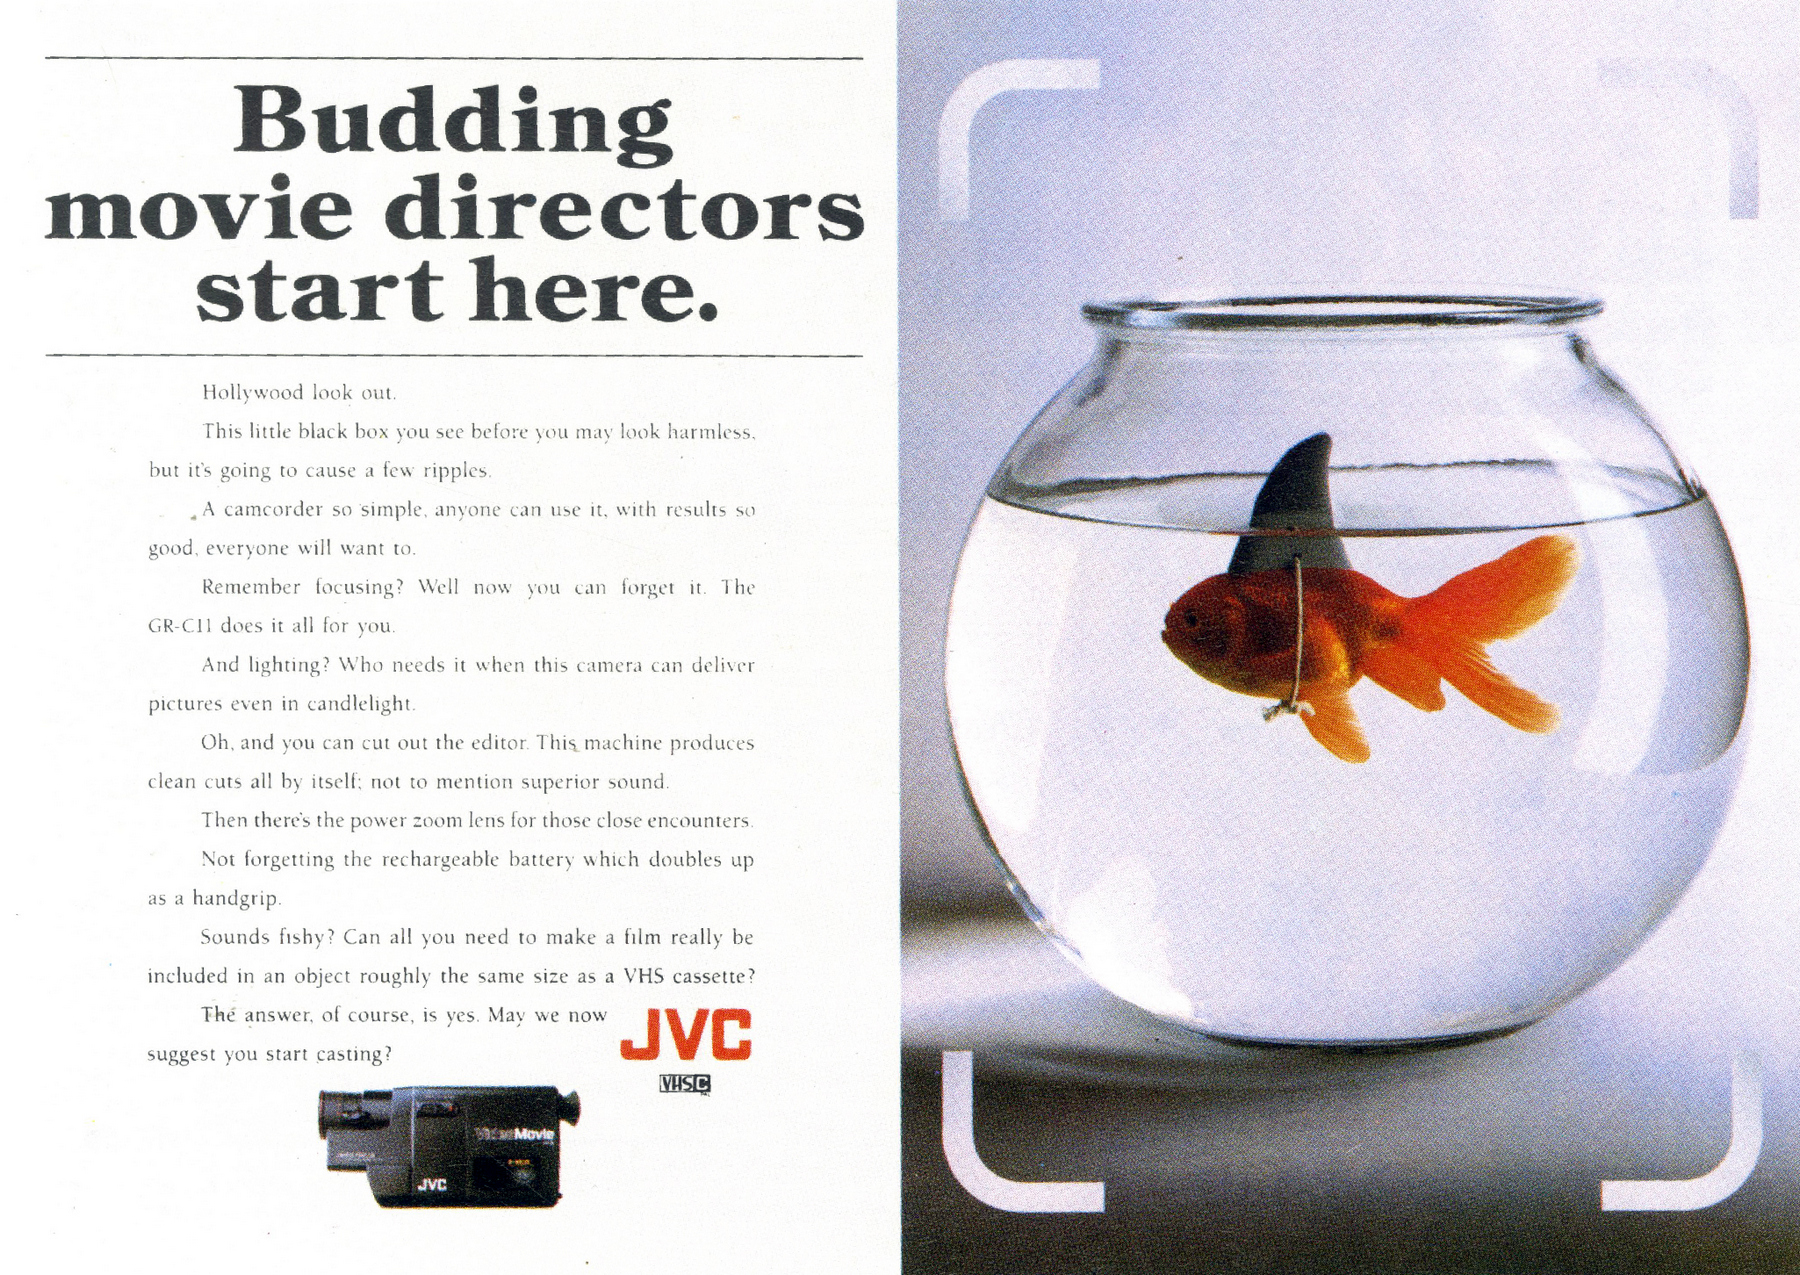 Budding
movie directors
start here.
Hollywood look out.
This little black box you see before you may look harmless,
but it's going to cause a few ripples.
A camcorder so simple, anyone can use it, with results so
good, everyone will want to.
Remember focusing? Well now you can forget it. The
GR-C11 does it all for you.
And lighting? Who needs it when this camera can deliver
pictures even in candlelight.
Oh, and you can cut out the editor. This machine produces
clean cuts all by itself; not to mention superior sound.
Then there's the power zoom lens for those close encounters.
Not forgetting the rechargeable battery which doubles up
as a handgrip.
Sounds fishy? Can all you need to make a film really be
included in an object roughly the same size as a VHS cassette?
The answer, of course, is yes. May we now
suggest you start casting?
JVC
VHS C
VideoMovie
JVC